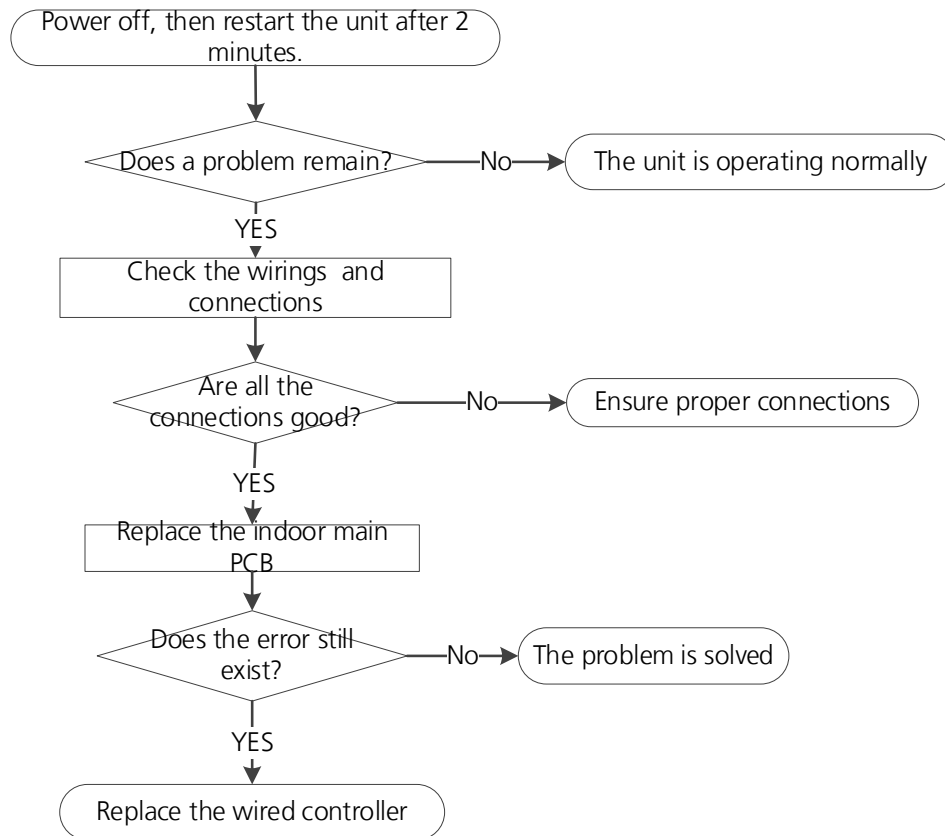 Power off, then restart the unit after 2
minutes.
Does a problem remain?
No
The unit is operating normally
YES
Check the wirings and
connections
Are all the
connections good?
No
Ensure proper connections
YES
Replace the indoor main
PCB
Does the error still
exist?
No
The problem is solved
YES
Replace the wired controller